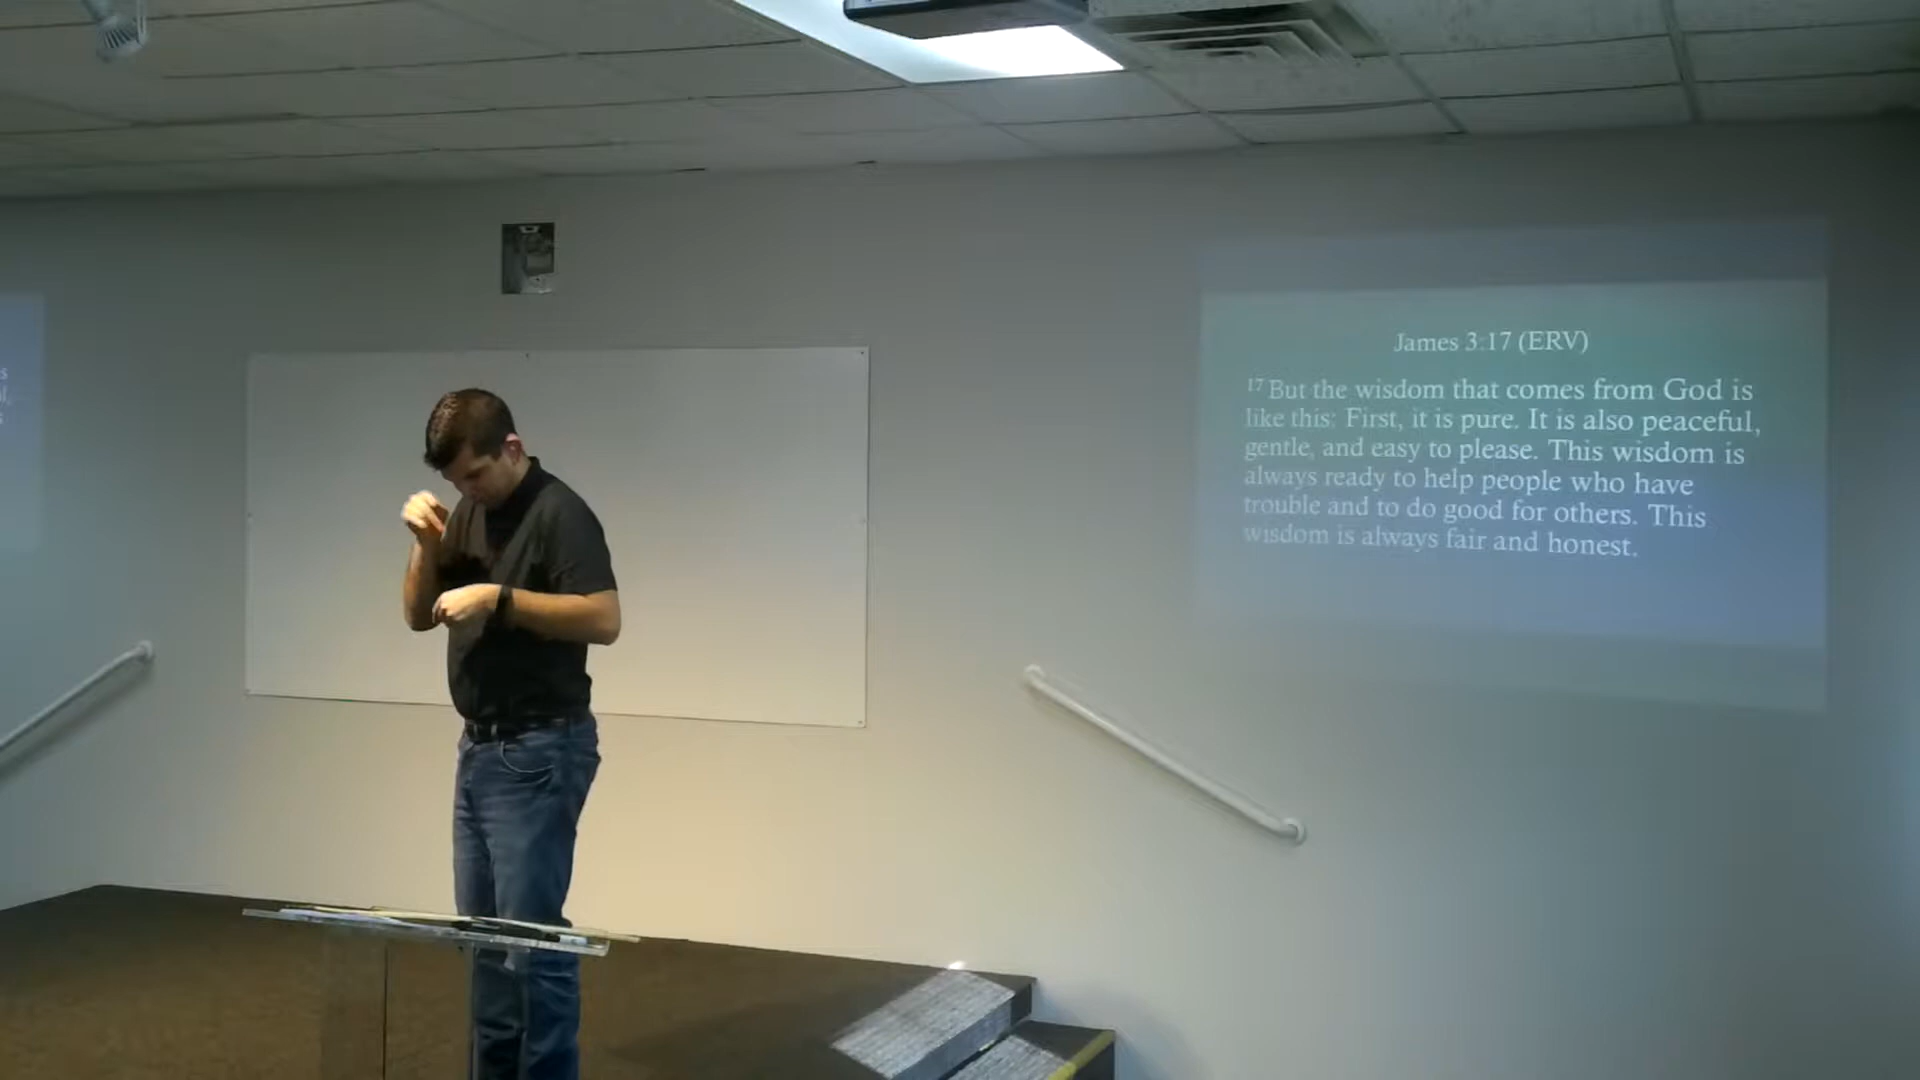 James 3:17 (ERV)
17 But the wisdom that comes from God is
like this: First, it is pure. It is also peaceful,
gentle, and easy to please. This wisdom is
always ready to help people who have
trouble and to do good for others. This
wisdom is always fair and honest.